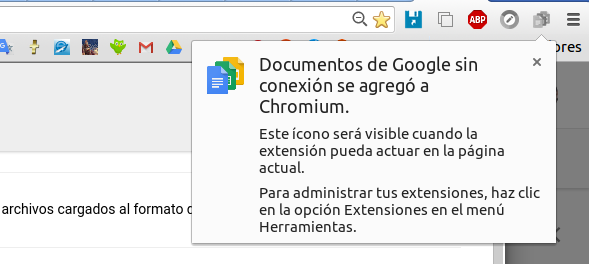 ABP
ores
Documentos de Google sin
conexión se agregó a
Chromium.
Este ícono será visible cuando la
extensión pueda actuar en la página
actual.
Para administrar tus extensiones, haz clic
en la opción Extensiones en el menú
Herramientas.
archivos cargados al formato d